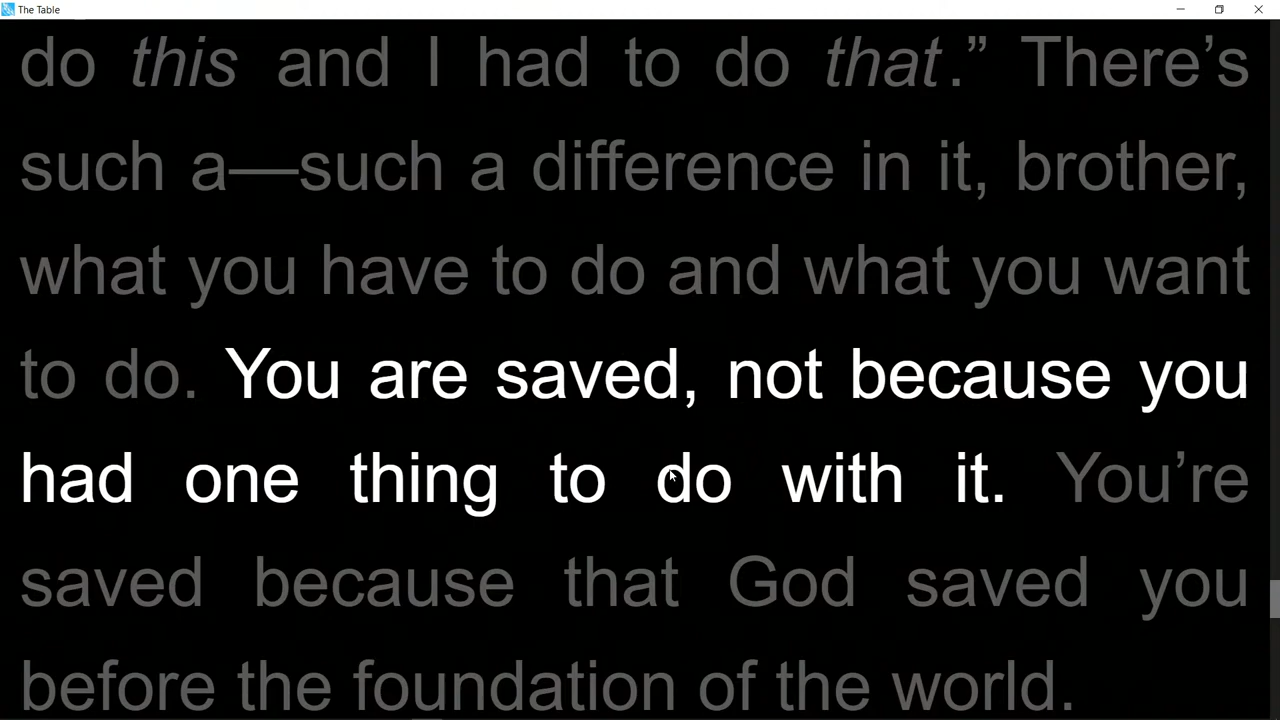 The Table
do this and I had to do that.” There’s
such a—such a difference in it, brother,
what you have to do and what you want
to do. You are saved, not because you
had one thing to do with it. You’re
saved because that God saved you
before the foundation of the world.